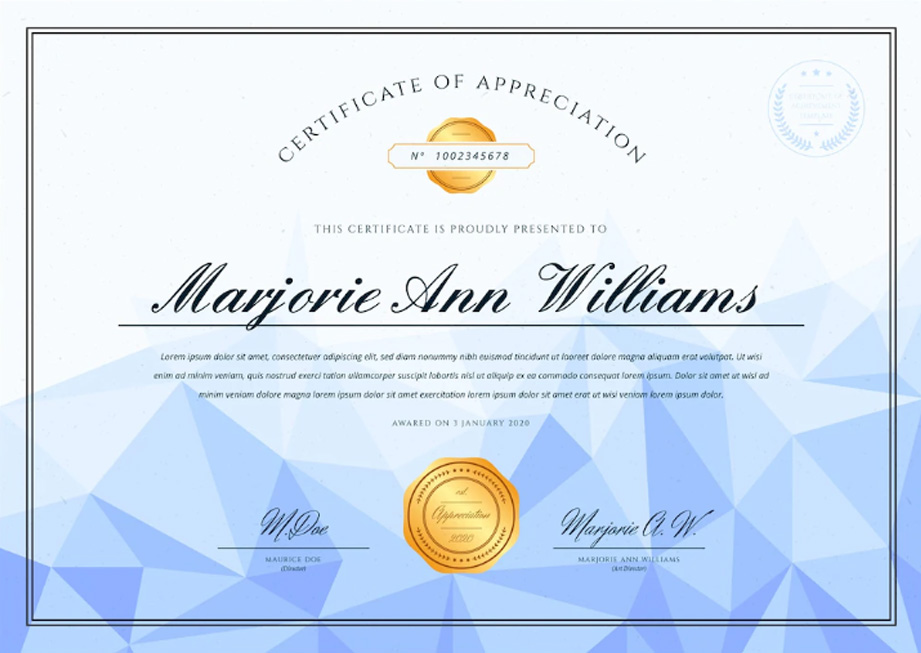 CERTIFICATE OF APPRECIATION
Nº 1002345678
THIS CERTIFICATE IS PROUDLY PRESENTED TO
Marjorie Ann Williams
Lorem ipsum dolor sit amet, consectetuer adipiscing elit, sed diam nonummy nibh euismod tincidunt ut laoreet dolore magna aliquam erat volutpat. Ut wisi
enim ad minim veniam, quis nostrud exerci tation ullamcorper suscipit lobortis nisl ut aliquip ex ea commodo consequat lorem ipsum. Dolor sit amet ut wisi ad
minim veniam dolore magna lorem ipsum dolor sit amet exercitation lorem ipsum dolor sit amet erat ut wisi veniam lorem ipsum dolor.
AWARDED ON 3 JANUARY 2020
est.
Appreciation
2020
M.Doe
MAURICE DOE
(Director)
Marjorie A. W.
MARJORIE ANN WILLIAMS
(Art Director)